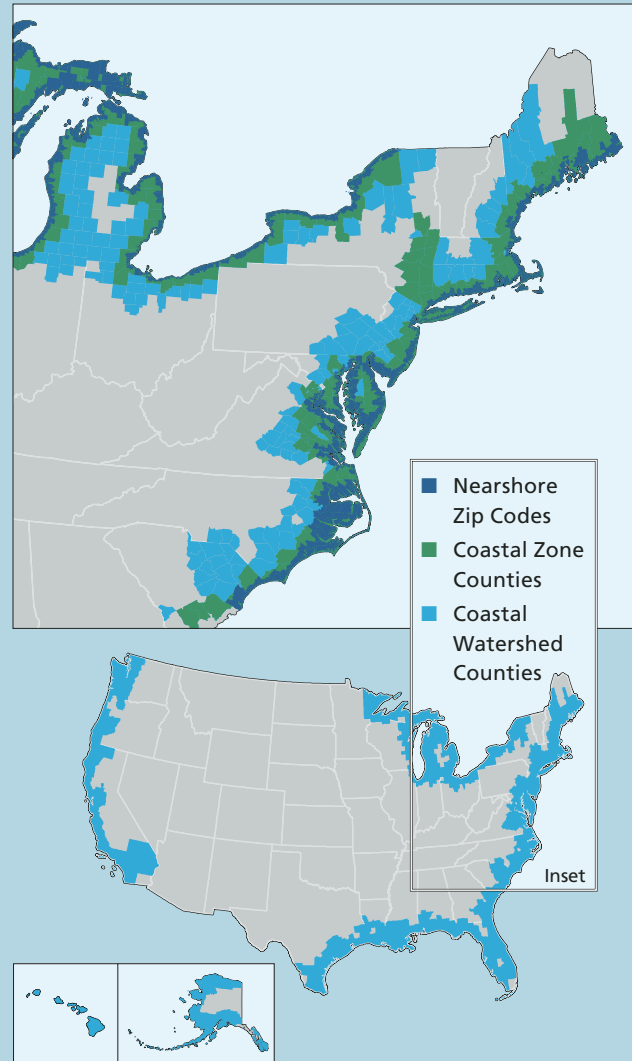 Nearshore
Zip Codes
Coastal Zone
Counties
Coastal
Watershed
Counties
Inset